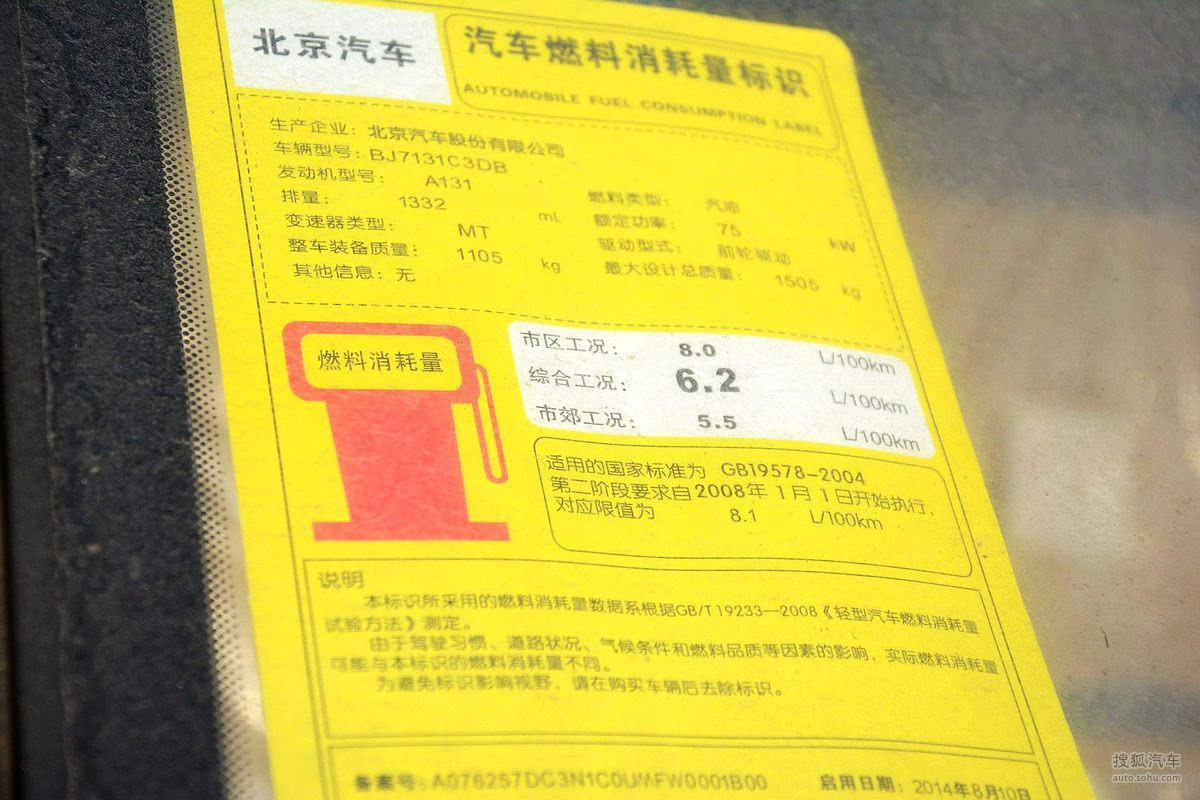 北京汽车
汽车燃料消耗量标识
AUTOMOBILE FUEL CONSUMPTION LABEL
生产企业：北京汽车股份有限公司
车辆型号：BJ7131C3DB
发动机型号： A131
燃料类型： 汽油
排量： 1332 mL
额定功率： 75 kW
变速器类型： MT
驱动型式： 前轮驱动
整车装备质量： 1105 kg
最大设计总质量： 1505 kg
其他信息：无
燃料消耗量
市区工况： 8.0 L/100km
综合工况： 6.2 L/100km
市郊工况： 5.5 L/100km
适用的国家标准为 GB19578-2004
第二阶段要求自2008年1月1日开始执行，
对应限值为 8.1 L/100km
说明
本标识所采用的燃料消耗量数据系根据GB/T19233—2008《轻型汽车燃料消耗量
试验方法》测定。
由于驾驶习惯、道路状况、气候条件和燃料品质等因素的影响，实际燃料消耗量
可能与本标识的燃料消耗量不同。
为避免标识影响视野，请在购买车辆后去除标识。
备案号：A076257DC3N1C0UMFW0001B00 启用日期：2014年8月10日
搜狐汽车
auto.sohu.com